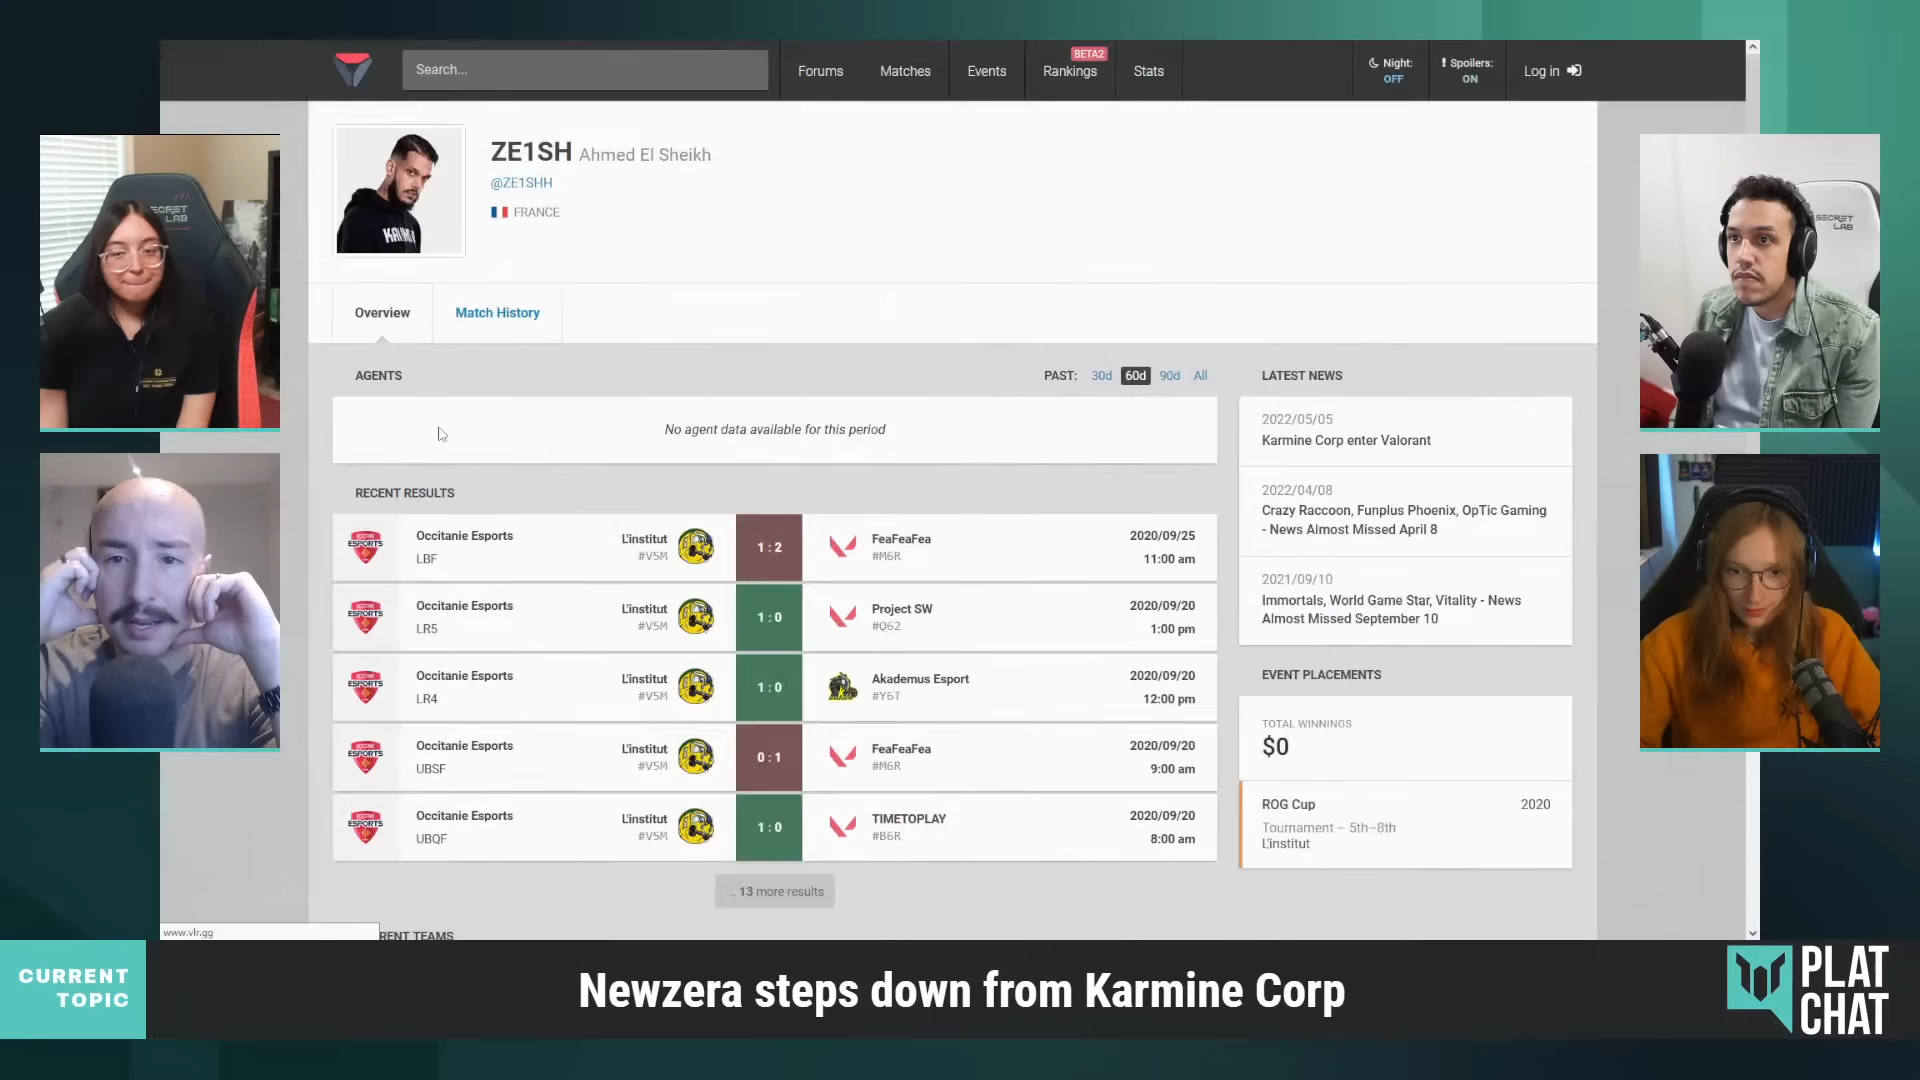 Search...
Forums
Matches
Events
BETA2
Rankings
Stats
Night:
OFF
Spoilers:
ON
Log in
ZE1SH Ahmed El Sheikh
@ZE1SHH
FRANCE
Overview
Match History
AGENTS
PAST: 30d 60d 90d All
No agent data available for this period
RECENT RESULTS
Occitanie Esports
LBF
L'institut
#V5M
1 : 2
FeaFeaFea
#M6R
2020/09/25
11:00 am
Occitanie Esports
LR5
L'institut
#V5M
1 : 0
Project SW
#Q62
2020/09/20
1:00 pm
Occitanie Esports
LR4
L'institut
#V5M
1 : 0
Akademus Esport
#Y6T
2020/09/20
12:00 pm
Occitanie Esports
UBSF
L'institut
#V5M
0 : 1
FeaFeaFea
#M6R
2020/09/20
9:00 am
Occitanie Esports
UBQF
L'institut
#V5M
1 : 0
TIMETOPLAY
#B6R
2020/09/20
8:00 am
... 13 more results
RENT TEAMS
LATEST NEWS
2022/05/05
Karmine Corp enter Valorant
2022/04/08
Crazy Raccoon, Funplus Phoenix, OpTic Gaming
- News Almost Missed April 8
2021/09/10
Immortals, World Game Star, Vitality - News
Almost Missed September 10
EVENT PLACEMENTS
TOTAL WINNINGS
$0
ROG Cup
2020
Tournament – 5th–8th
L'institut
www.vlr.gg
SECRET
LAB
SECRET
LAB
CURRENT
TOPIC
Newzera steps down from Karmine Corp
PLAT
CHAT